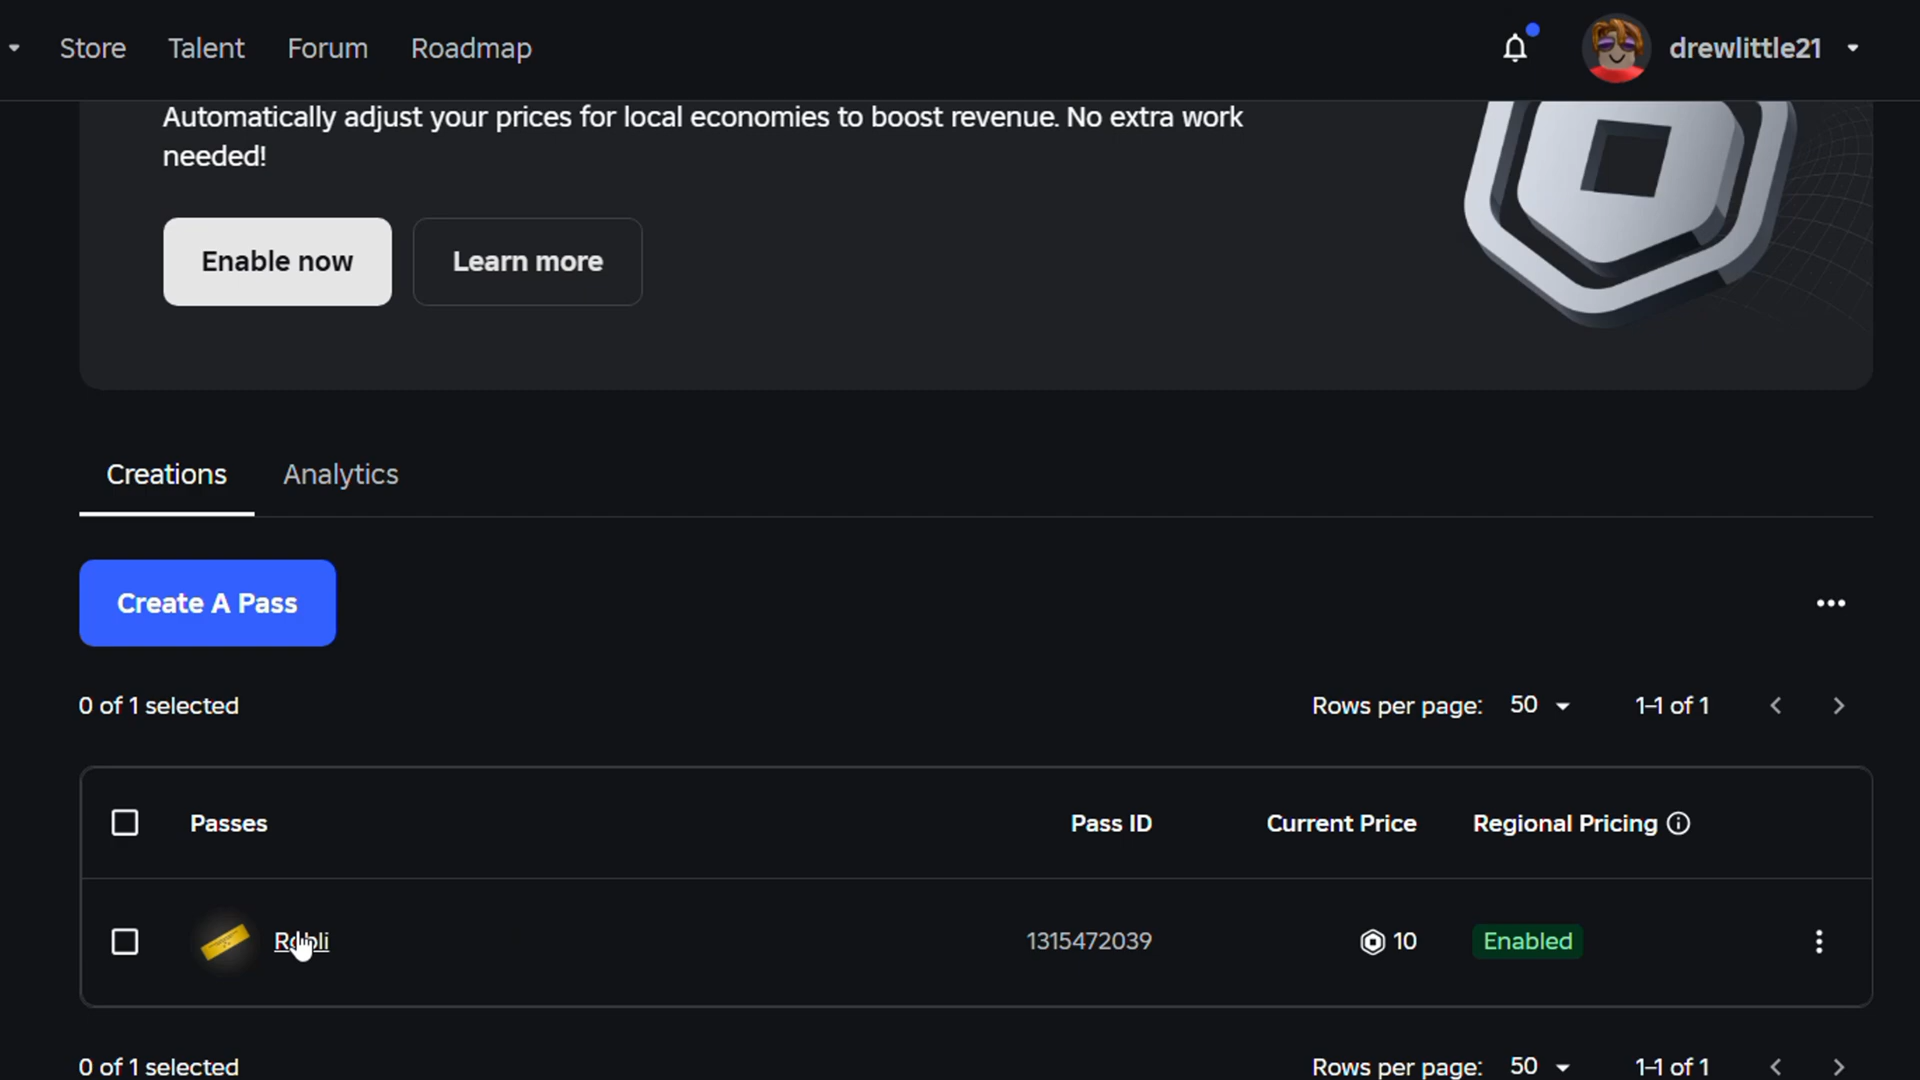 Store Talent Forum Roadmap drewlittle21
Automatically adjust your prices for local economies to boost revenue. No extra work
needed!
Enable now Learn more
Creations Analytics
Create A Pass
0 of 1 selected Rows per page: 50 1–1 of 1
Passes Pass ID Current Price Regional Pricing
1315472039 10 Enabled
0 of 1 selected Rows per page: 50 1–1 of 1